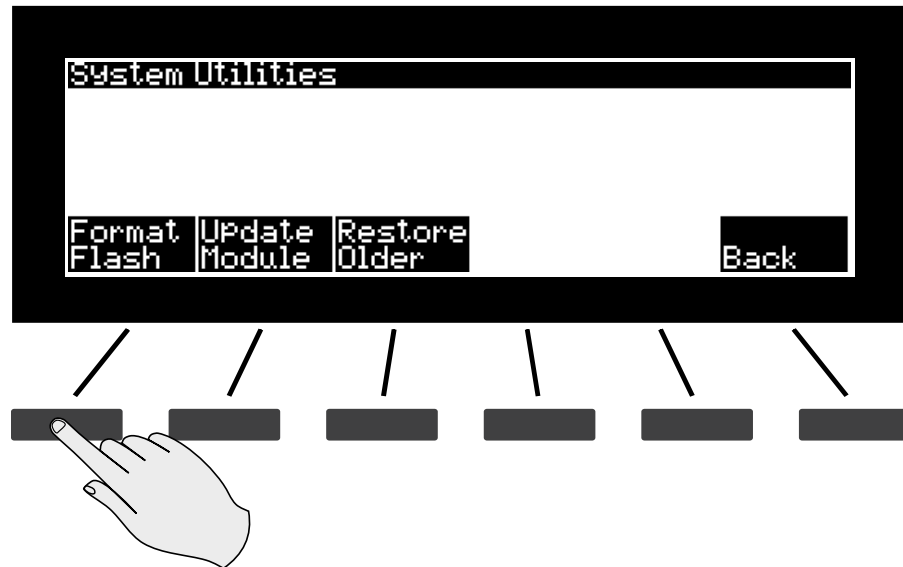 System Utilities
Format Flash
Update Module
Restore Older
Back